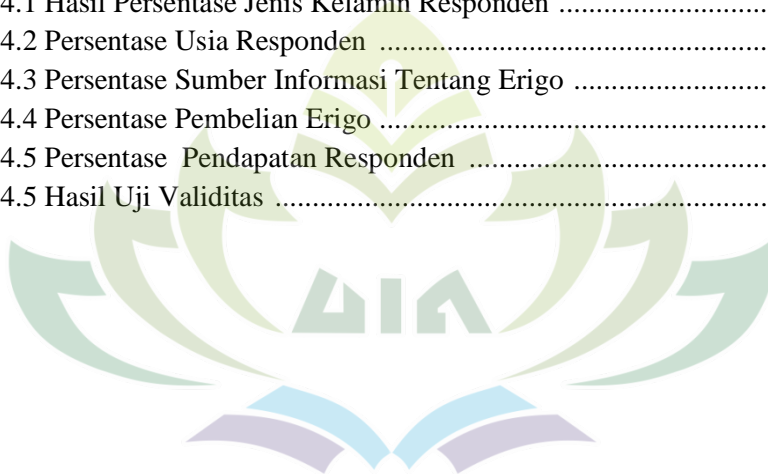 4.1 Hasil Persentase Jenis Kelamin Responden ..........................
4.2 Persentase Usia Responden ....................................................
4.3 Persentase Sumber Informasi Tentang Erigo .........................
4.4 Persentase Pembelian Erigo ....................................................
4.5 Persentase  Pendapatan Responden ........................................
4.5 Hasil Uji Validitas ..................................................................
UIN